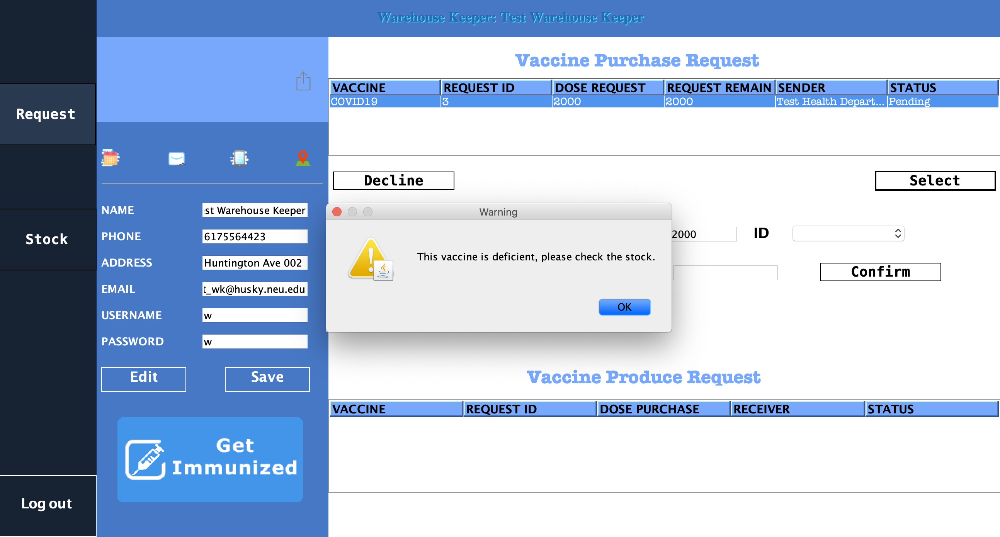 Warehouse Keeper: Test Warehouse Keeper
Request
Stock
Log out
NAME st Warehouse Keeper
PHONE 6175564423
ADDRESS Huntington Ave 002
EMAIL t_wk@husky.neu.edu
USERNAME w
PASSWORD w
Edit Save
Get
Immunized
Vaccine Purchase Request
VACCINE REQUEST ID DOSE REQUEST REQUEST REMAIN SENDER STATUS
COVID19 3 2000 2000 Test Health Depart... Pending
Decline Select
Warning
This vaccine is deficient, please check the stock.
OK
2000 ID
Confirm
Vaccine Produce Request
VACCINE REQUEST ID DOSE PURCHASE RECEIVER STATUS